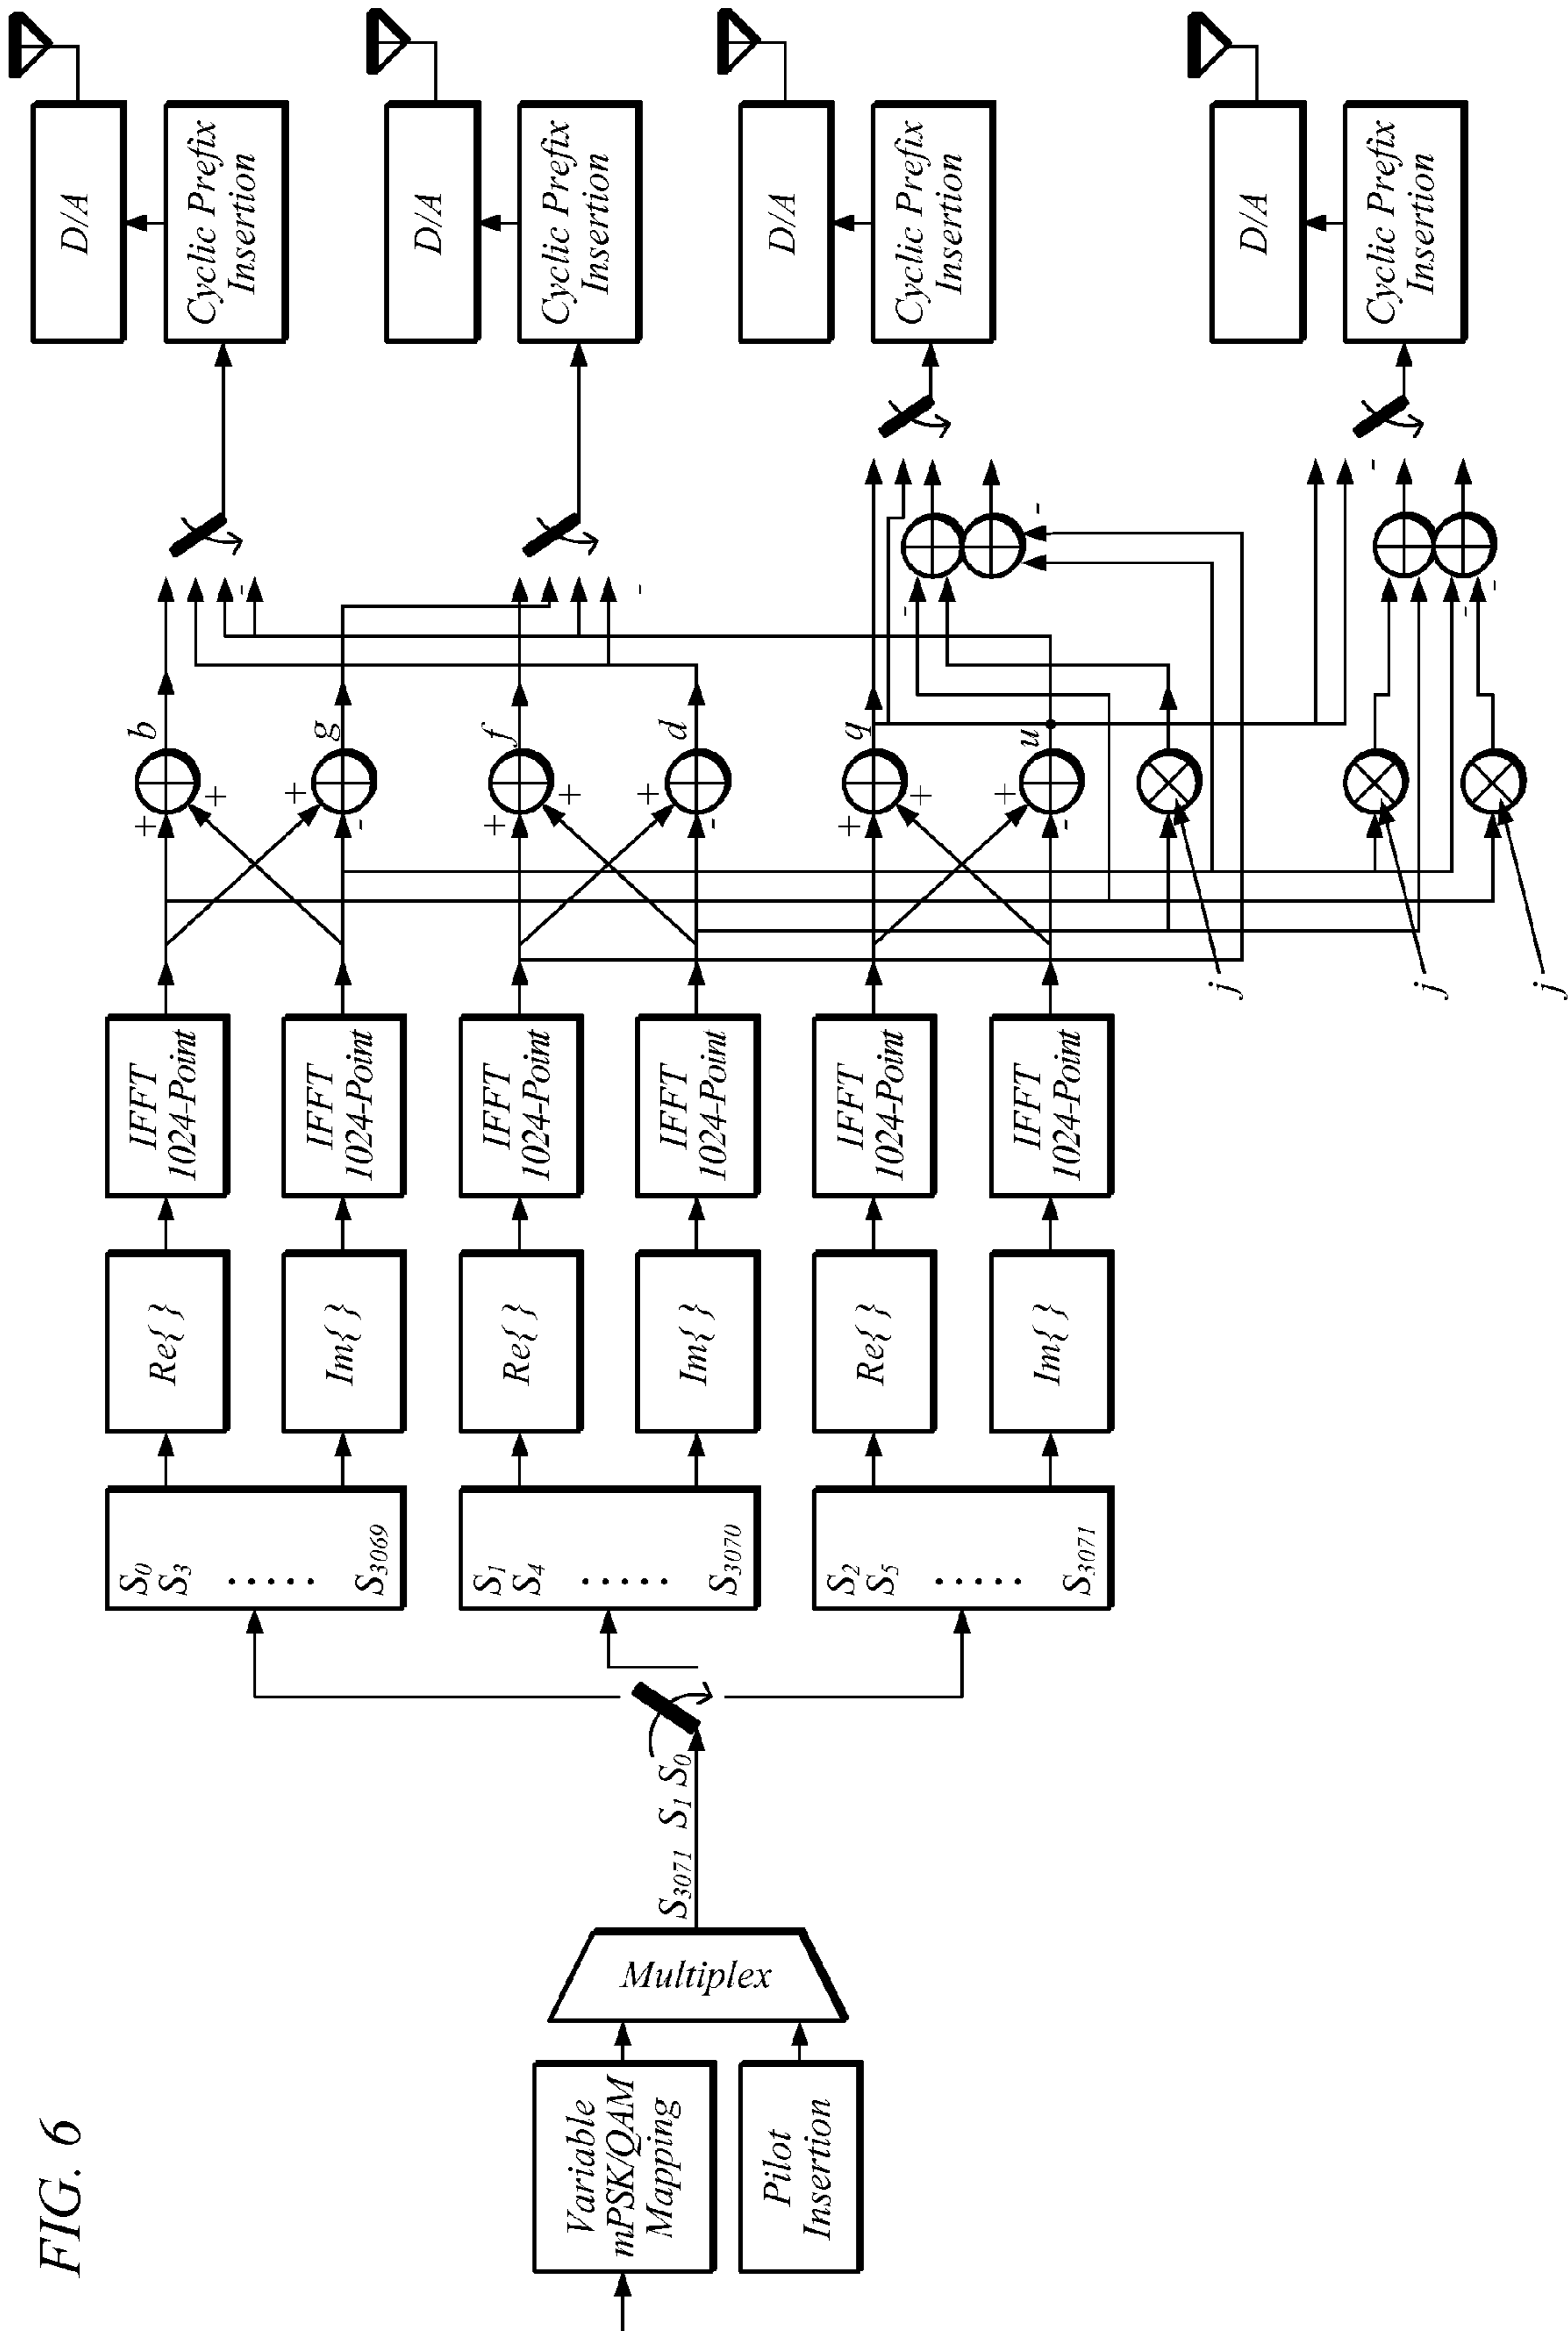 FIG. 6
Variable
mPSK/QAM
Mapping
Pilot
Insertion
Multiplex
S3071 S1 S0
S0
S3
.....
S3069
S1
S4
.....
S3070
S2
S5
.....
S3071
Re{ }
Im{ }
Re{ }
Im{ }
Re{ }
Im{ }
IFFT
1024-Point
IFFT
1024-Point
IFFT
1024-Point
IFFT
1024-Point
IFFT
1024-Point
IFFT
1024-Point
+
+
b
+
-
g
+
+
f
+
-
d
+
+
q
+
-
u
j
j
j
-
-
-
-
-
-
-
Cyclic Prefix
Insertion
D/A
Cyclic Prefix
Insertion
D/A
Cyclic Prefix
Insertion
D/A
Cyclic Prefix
Insertion
D/A